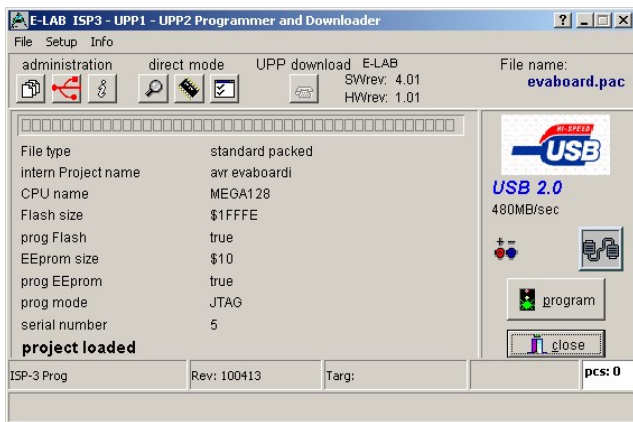 E-LAB ISP3 - UPP1 - UPP2 Programmer and Downloader
File Setup Info
administration direct mode UPP download E-LAB
SWrev: 4.01
HWrev: 1.01
File name:
evaboard.pac
File type standard packed
intern Project name avr evaboardi
CPU name MEGA128
Flash size $1FFFE
prog Flash true
EEprom size $10
prog EEprom true
prog mode JTAG
serial number 5
project loaded
HI-SPEED
USB
USB 2.0
480MB/sec
program
close
ISP-3 Prog Rev: 100413 Targ: pcs: 0